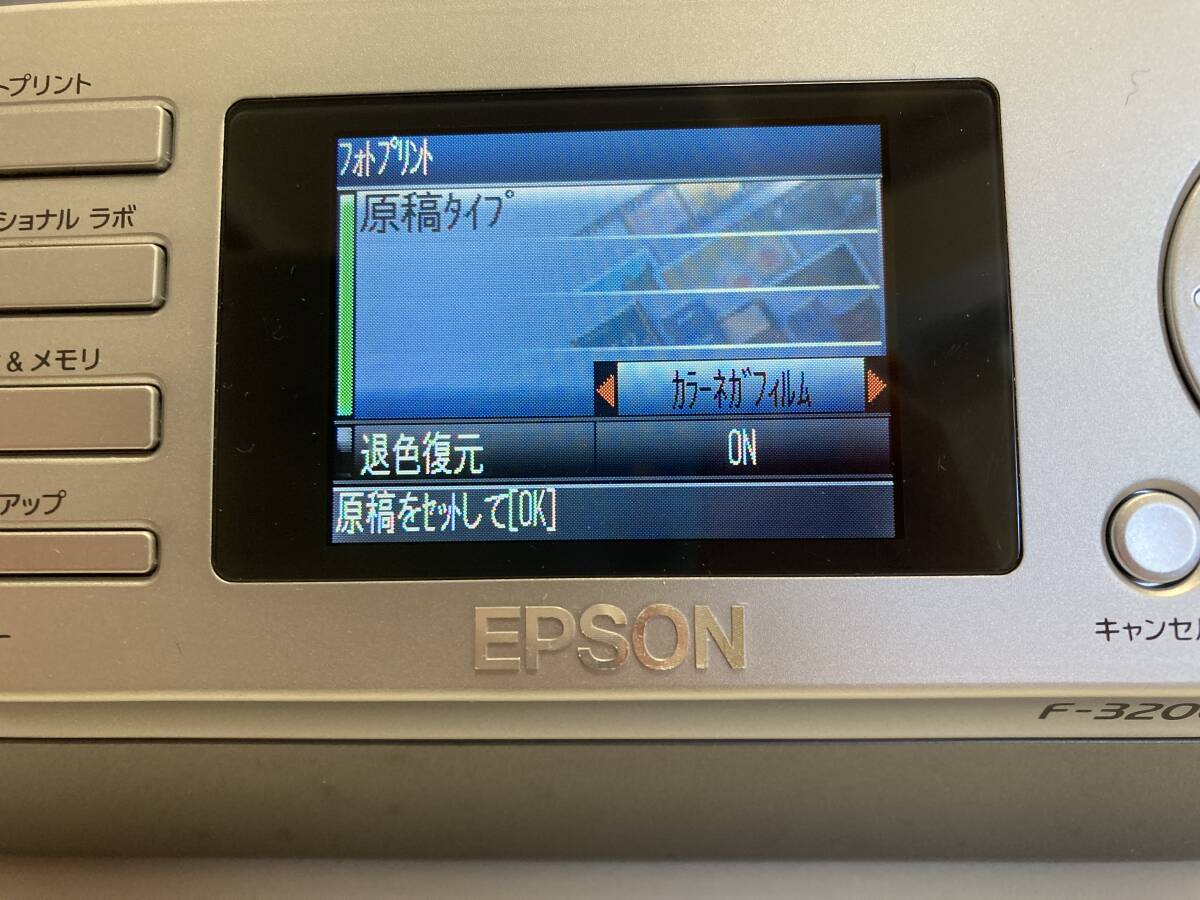 トプリント
ショナル ラボ
& メモリ
アップ
ー
フォトプリント
原稿タイプ
カラーネガフィルム
退色復元 ON
原稿をセットして[OK]
EPSON
キャンセル
F-320